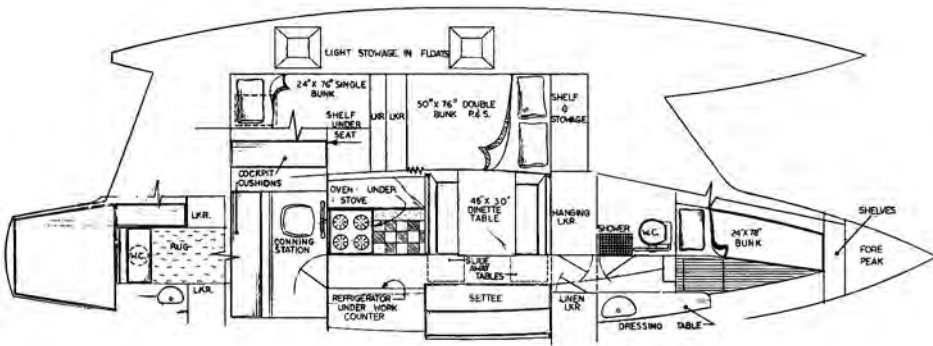 LIGHT STOWAGE IN FLOATS
24" X 76" SINGLE
BUNK
SHELF
UNDER
SEAT
LKR
LKR
50" X 76" DOUBLE
BUNK P.& S.
SHELF
&
STOWAGE
COCKPIT
CUSHIONS
OVEN UNDER
STOVE
LKR.
W.C.
RUG
LKR.
CONNING
STATION
46" X 30"
DINETTE
TABLE
HANGING
LKR.
SHOWER
W.C.
24"X78"
BUNK
SHELVES
FORE
PEAK
SLIDE
AWAY
TABLES
REFRIGERATOR
UNDER WORK
COUNTER
SETTEE
LINEN
LKR.
DRESSING TABLE